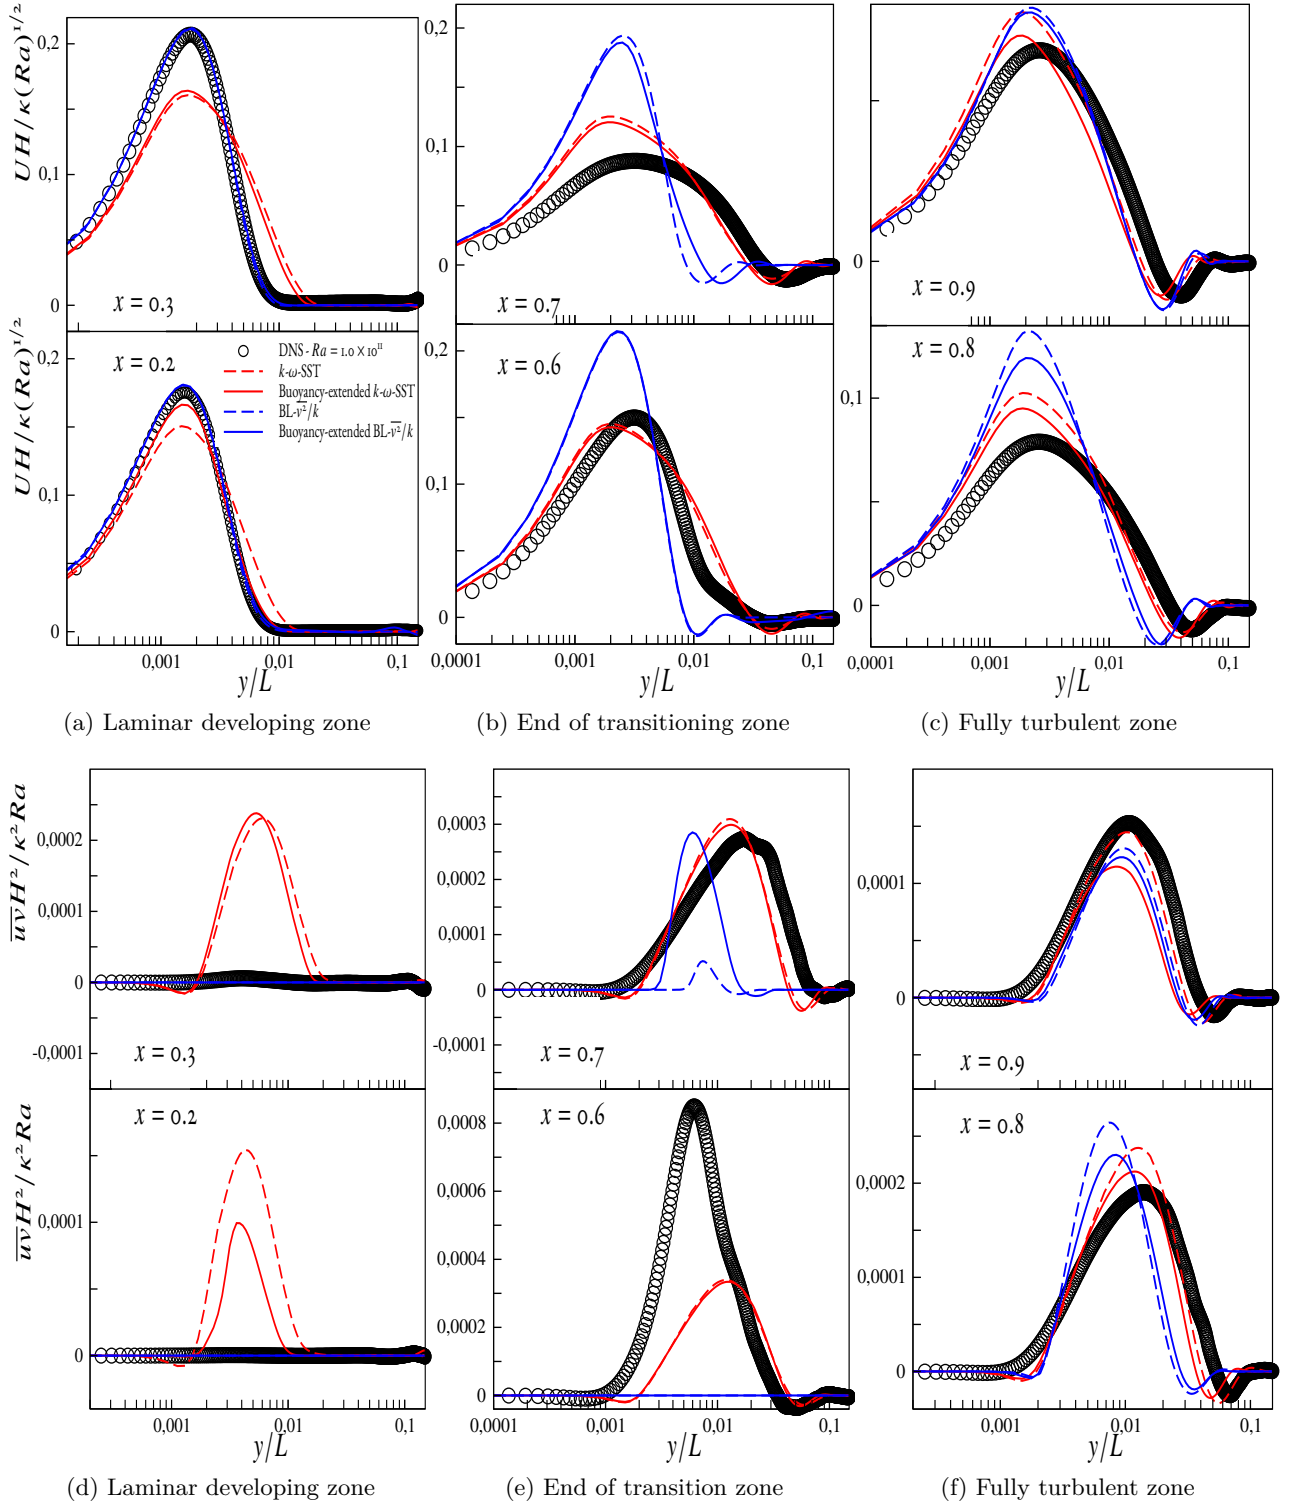 UH/κ(Ra)^1/2
0,2
0,1
0
x = 0.3
0,2
0,1
0
x = 0.7
0
x = 0.9
UH/κ(Ra)^1/2
0,2
0,1
0
x = 0.2
DNS - Ra = 1.0 × 10^11
k-ω-SST
Buoyancy-extended k-ω-SST
BL-v̅²̅/k
Buoyancy-extended BL-v̅²̅/k
0,2
0,1
0
x = 0.6
0,1
0
x = 0.8
0,001 0,01 0,1
0,0001 0,001 0,01 0,1
0,0001 0,001 0,01 0,1
y/L
y/L
y/L
(a) Laminar developing zone
(b) End of transitioning zone
(c) Fully turbulent zone
u̅v̅H²/κ²Ra
0,0002
0,0001
0
-0,0001
x = 0.3
0,0003
0,0002
0,0001
0
-0,0001
x = 0.7
0,0001
0
x = 0.9
u̅v̅H²/κ²Ra
0,0001
0
x = 0.2
0,0008
0,0006
0,0004
0,0002
0
x = 0.6
0,0002
0,0001
0
x = 0.8
0,001 0,01 0,1
0,0001 0,001 0,01 0,1
0,001 0,01 0,1
y/L
y/L
y/L
(d) Laminar developing zone
(e) End of transition zone
(f) Fully turbulent zone